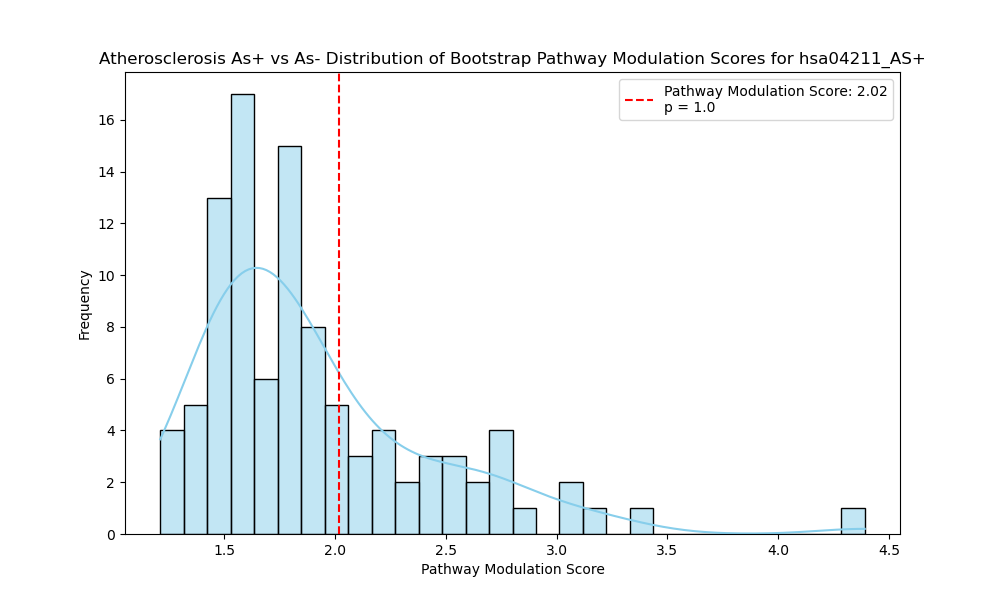 Atherosclerosis As+ vs As- Distribution of Bootstrap Pathway Modulation Scores for hsa04211_AS+
Pathway Modulation Score: 2.02
p = 1.0
Frequency
16
14
12
10
8
6
4
2
0
1.5 2.0 2.5 3.0 3.5 4.0 4.5
Pathway Modulation Score